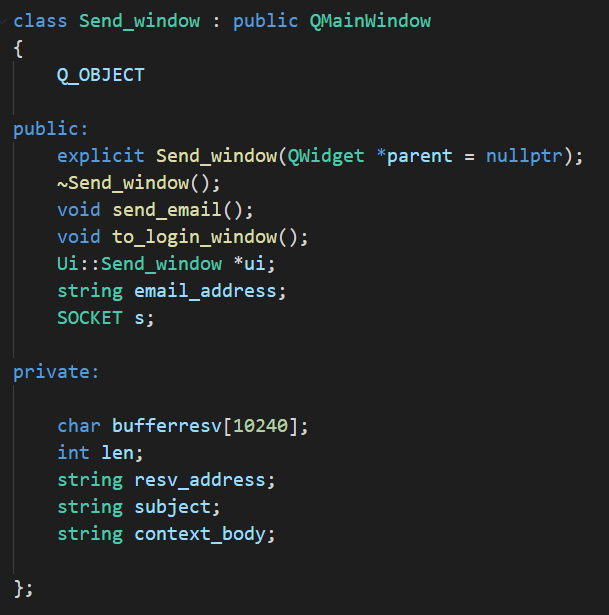 class Send_window : public QMainWindow
{
    Q_OBJECT
public:
    explicit Send_window(QWidget *parent = nullptr);
    ~Send_window();
    void send_email();
    void to_login_window();
    Ui::Send_window *ui;
    string email_address;
    SOCKET s;
private:
    char bufferresv[10240];
    int len;
    string resv_address;
    string subject;
    string context_body;
};